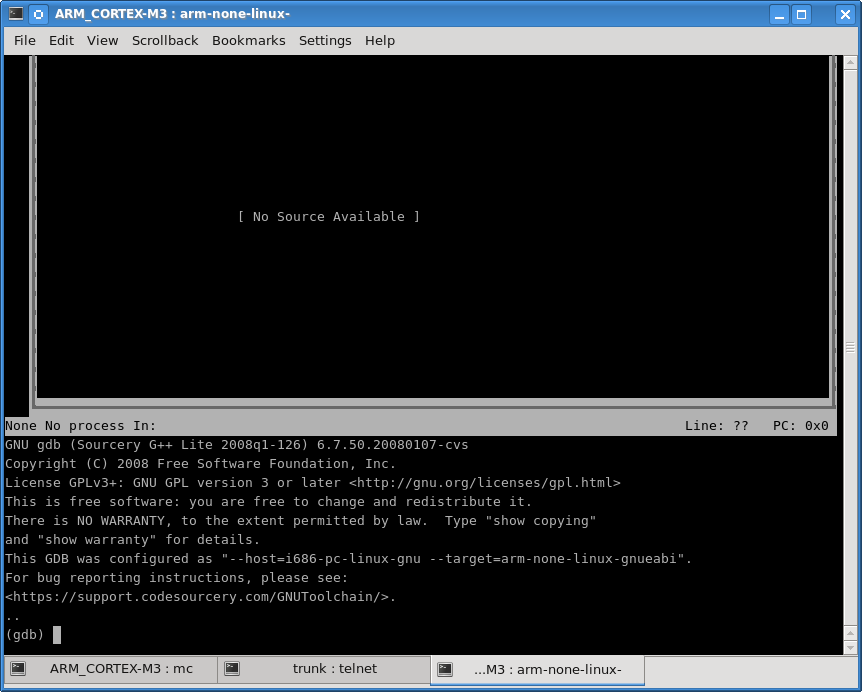 ARM_CORTEX-M3 : arm-none-linux-
File Edit View Scrollback Bookmarks Settings Help
[ No Source Available ]
None No process In: Line: ?? PC: 0x0
GNU gdb (Sourcery G++ Lite 2008q1-126) 6.7.50.20080107-cvs
Copyright (C) 2008 Free Software Foundation, Inc.
License GPLv3+: GNU GPL version 3 or later <http://gnu.org/licenses/gpl.html>
This is free software: you are free to change and redistribute it.
There is NO WARRANTY, to the extent permitted by law.  Type "show copying"
and "show warranty" for details.
This GDB was configured as "--host=i686-pc-linux-gnu --target=arm-none-linux-gnueabi".
For bug reporting instructions, please see:
<https://support.codesourcery.com/GNUToolchain/>.
..
(gdb)
ARM_CORTEX-M3 : mc trunk : telnet ...M3 : arm-none-linux-